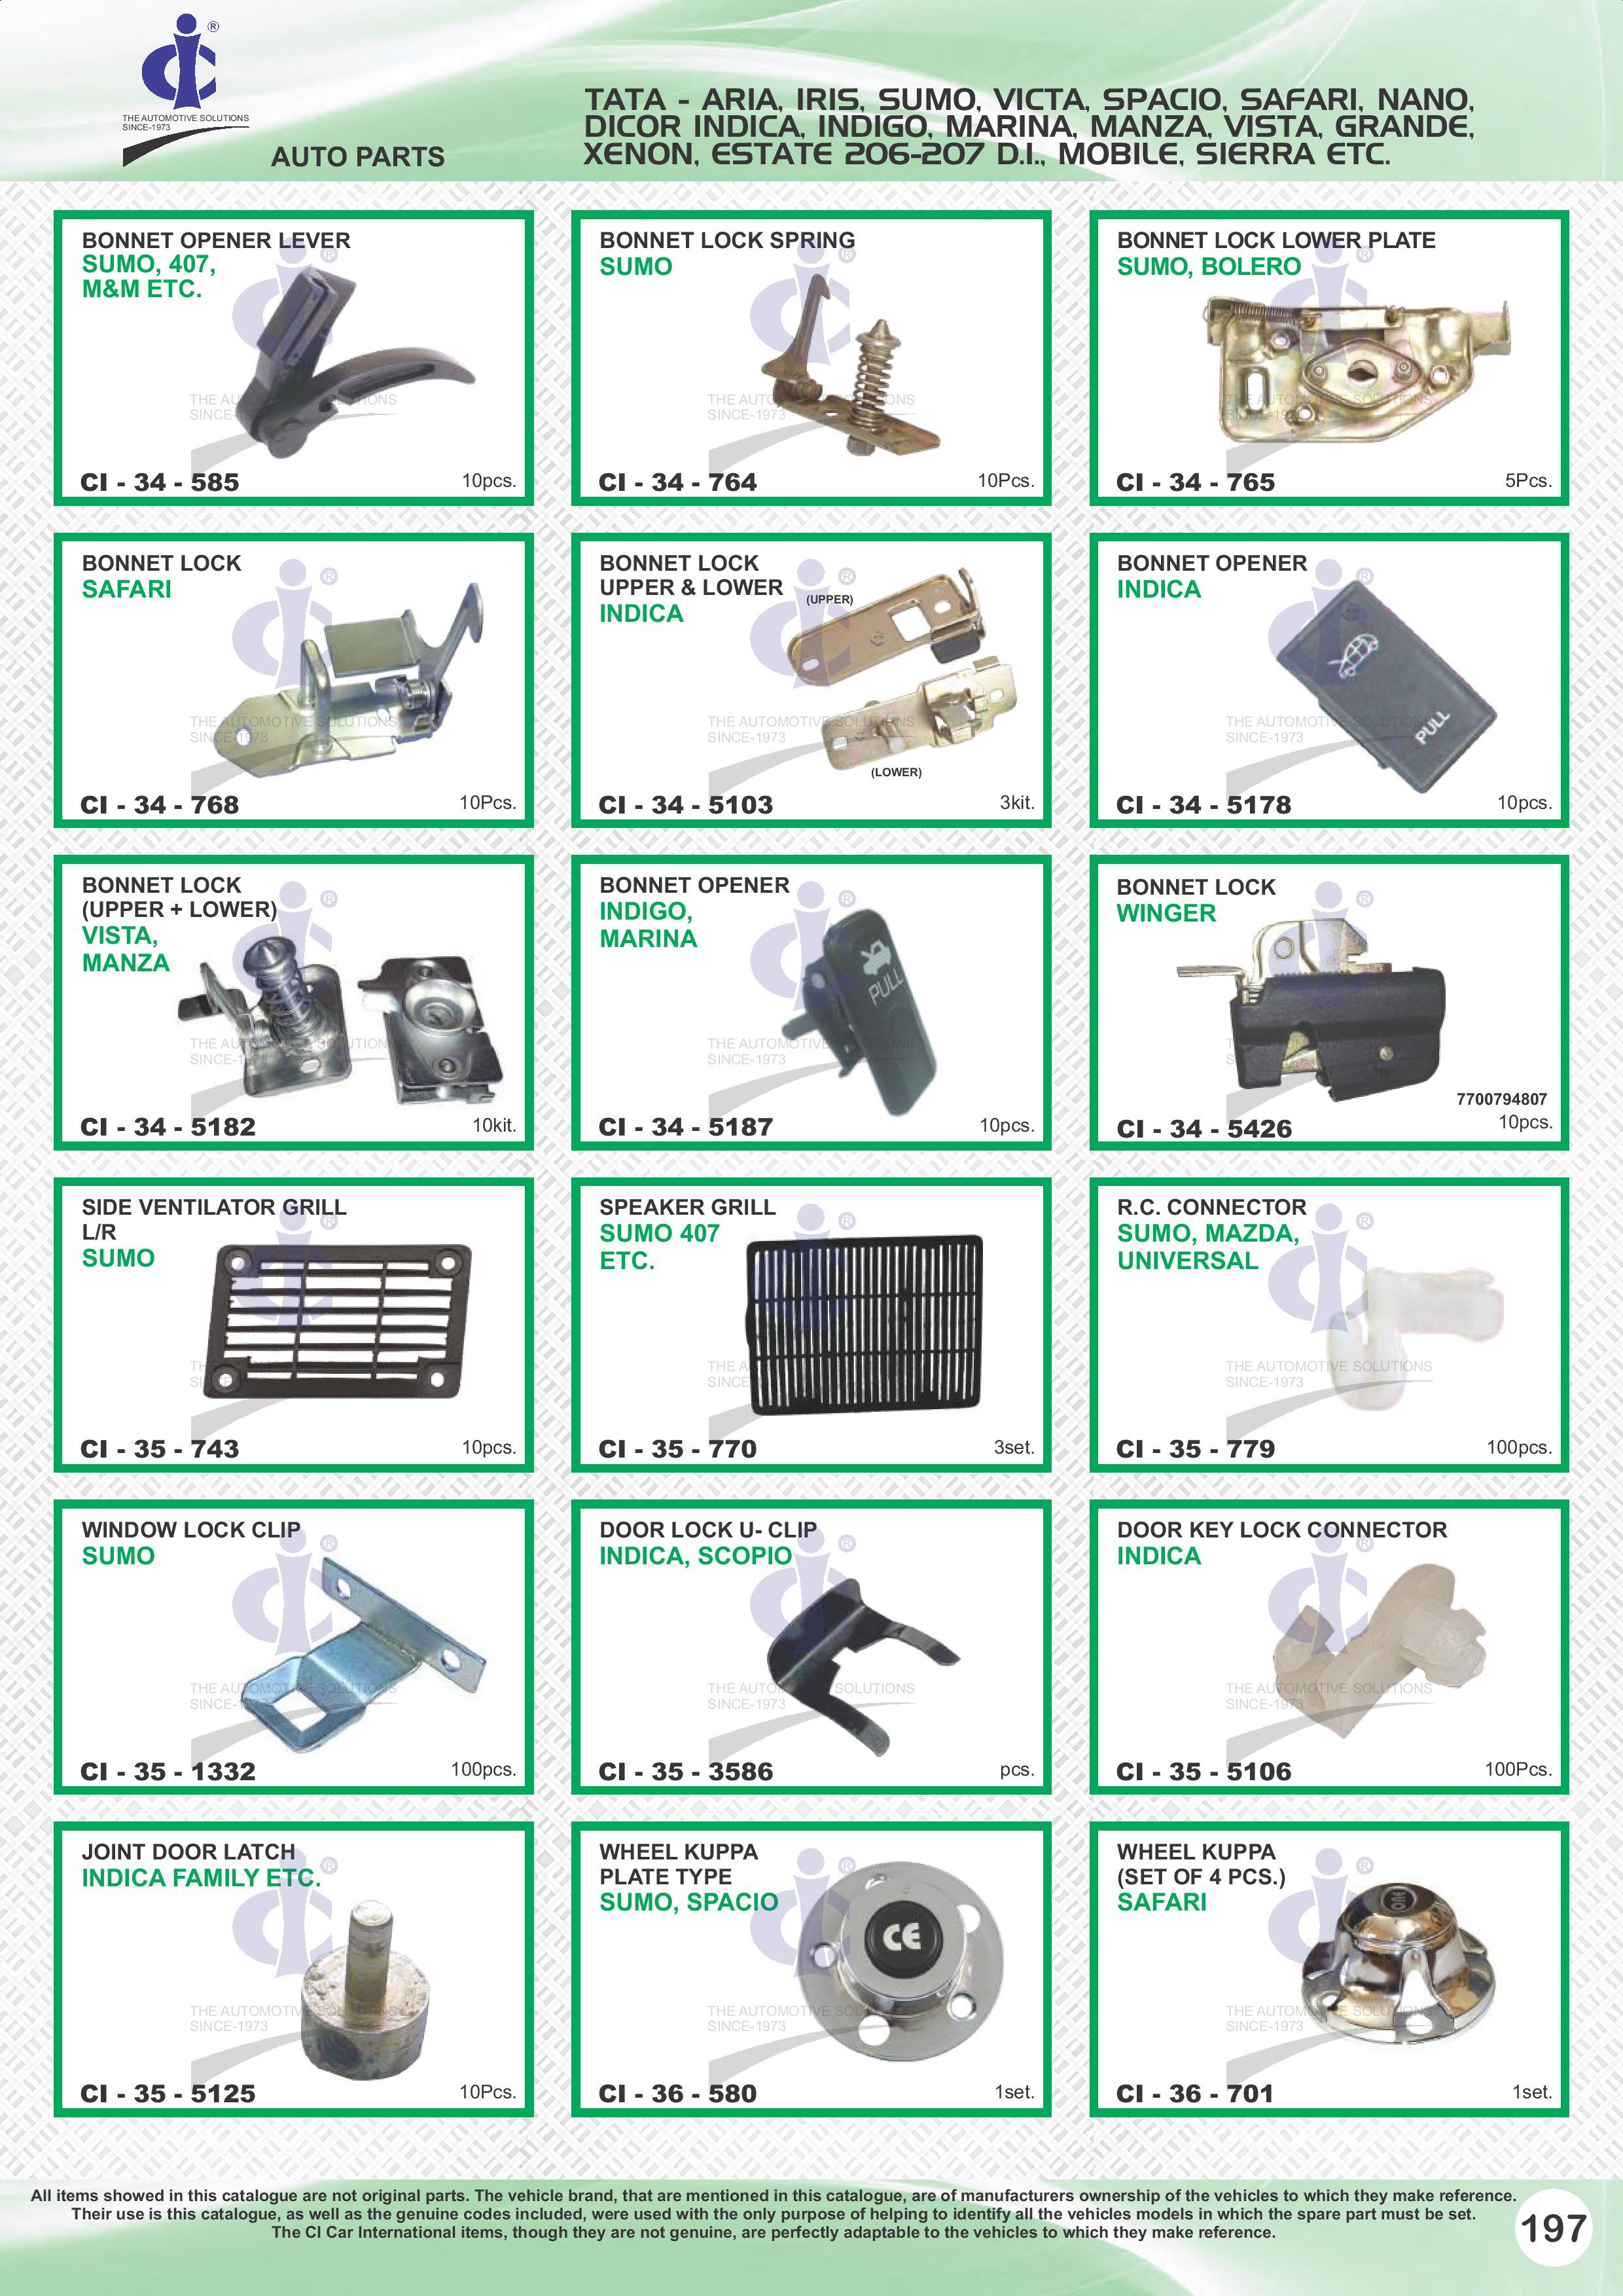 ®
THE AUTOMOTIVE SOLUTIONS
SINCE-1973
AUTO PARTS
TATA - ARIA, IRIS, SUMO, VICTA, SPACIO, SAFARI, NANO,
DICOR INDICA, INDIGO, MARINA, MANZA, VISTA, GRANDE,
XENON, ESTATE 206-207 D.I., MOBILE, SIERRA ETC.
BONNET OPENER LEVER
SUMO, 407,
M&M ETC.
CI - 34 - 585
10pcs.
BONNET LOCK SPRING
SUMO
CI - 34 - 764
10Pcs.
BONNET LOCK LOWER PLATE
SUMO, BOLERO
CI - 34 - 765
5Pcs.
BONNET LOCK
SAFARI
CI - 34 - 768
10Pcs.
BONNET LOCK
UPPER & LOWER
INDICA
(UPPER)
(LOWER)
CI - 34 - 5103
3kit.
BONNET OPENER
INDICA
PULL
CI - 34 - 5178
10pcs.
BONNET LOCK
(UPPER + LOWER)
VISTA,
MANZA
CI - 34 - 5182
10kit.
BONNET OPENER
INDIGO,
MARINA
PULL
CI - 34 - 5187
10pcs.
BONNET LOCK
WINGER
7700794807
CI - 34 - 5426
10pcs.
SIDE VENTILATOR GRILL
L/R
SUMO
CI - 35 - 743
10pcs.
SPEAKER GRILL
SUMO 407
ETC.
CI - 35 - 770
3set.
R.C. CONNECTOR
SUMO, MAZDA,
UNIVERSAL
CI - 35 - 779
100pcs.
WINDOW LOCK CLIP
SUMO
CI - 35 - 1332
100pcs.
DOOR LOCK U- CLIP
INDICA, SCOPIO
CI - 35 - 3586
pcs.
DOOR KEY LOCK CONNECTOR
INDICA
CI - 35 - 5106
100Pcs.
JOINT DOOR LATCH
INDICA FAMILY ETC.
CI - 35 - 5125
10Pcs.
WHEEL KUPPA
PLATE TYPE
SUMO, SPACIO
CE
CI - 36 - 580
1set.
WHEEL KUPPA
(SET OF 4 PCS.)
SAFARI
CI - 36 - 701
1set.
All items showed in this catalogue are not original parts. The vehicle brand, that are mentioned in this catalogue, are of manufacturers ownership of the vehicles to which they make reference.
Their use is this catalogue, as well as the genuine codes included, were used with the only purpose of helping to identify all the vehicles models in which the spare part must be set.
The CI Car International items, though they are not genuine, are perfectly adaptable to the vehicles to which they make reference.
197